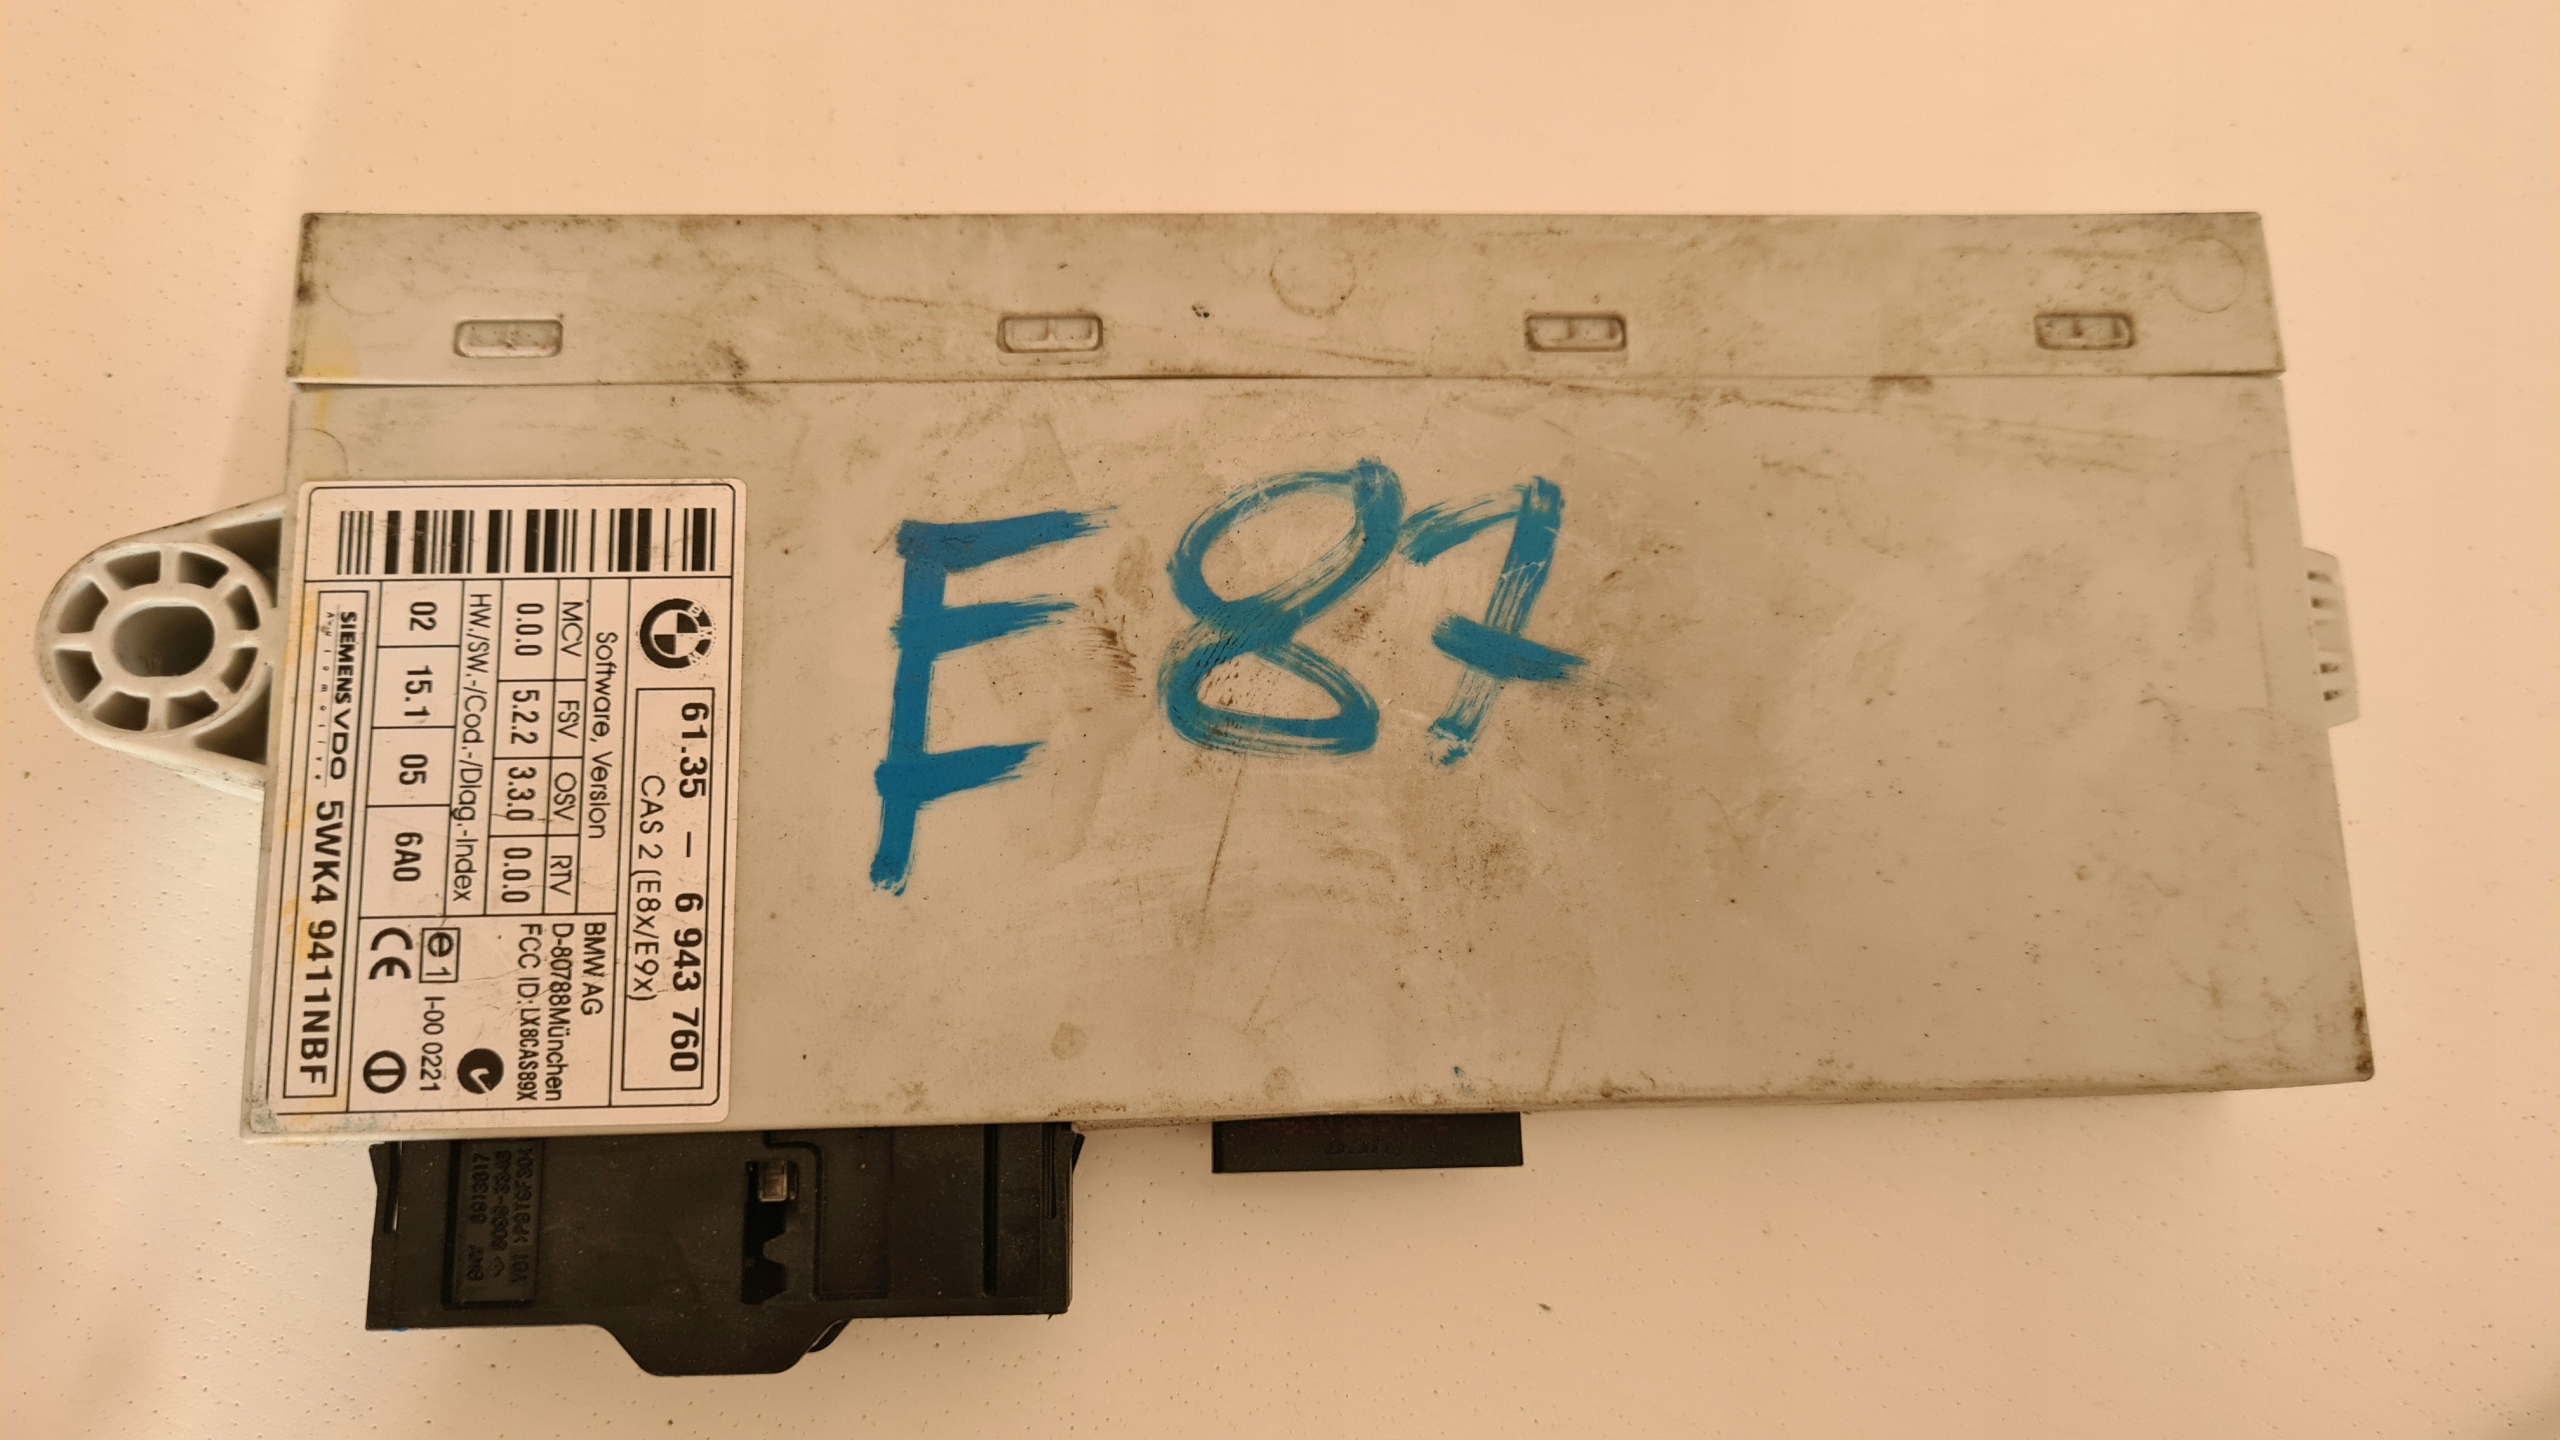 E87
61.35 – 6 943 760
CAS 2 (E8x/E9x)
Software, Version
MCV FSV OSV RTV
0.0.0 5.2.2 3.3.0 0.0.0
HW./SW.-/Cod.-/Diag.-Index
02 15.1 05 6A0
BMW AG
D-80788München
FCC ID:LX8CAS89X
e1 I-00 0221
CE
SIEMENS VDO 5WK4 9411NBF
Automotive